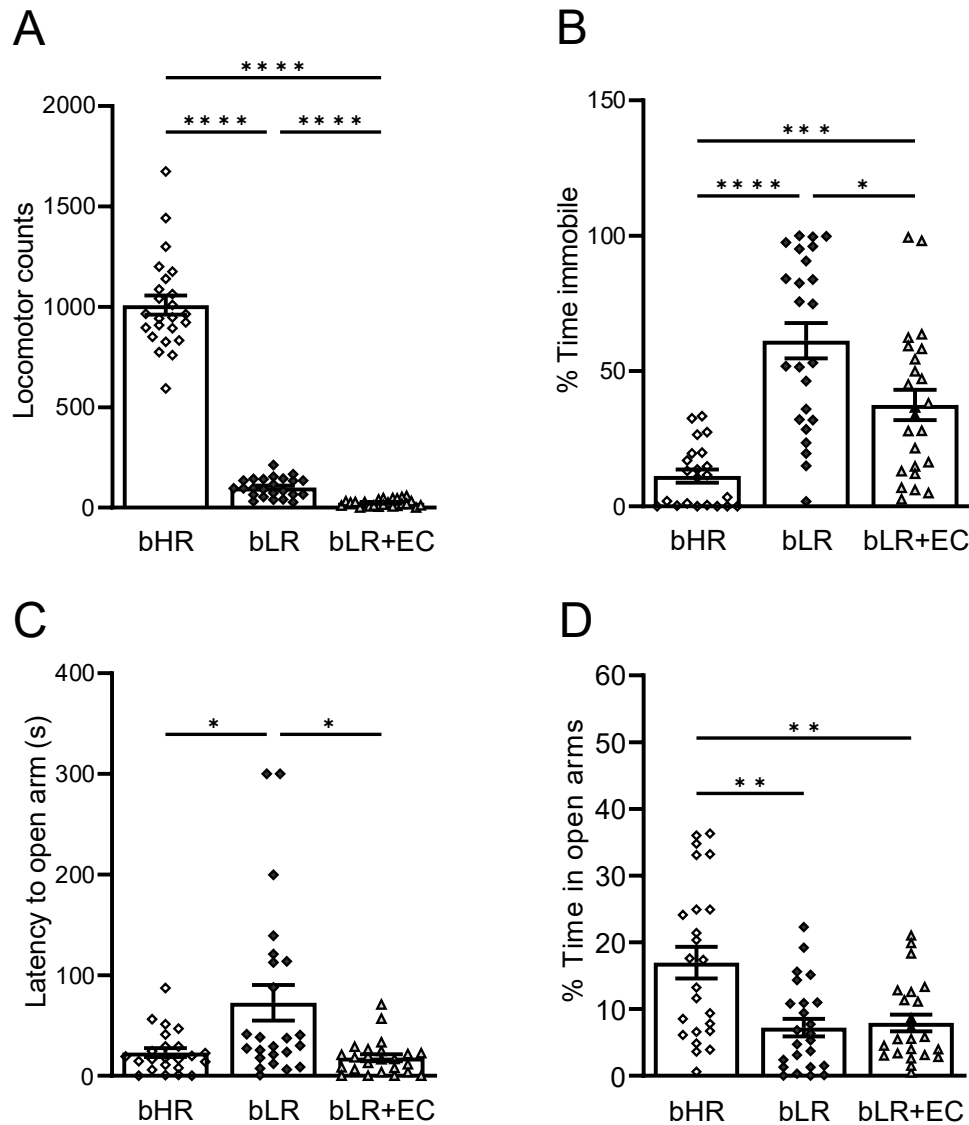 A
****
**** ****
2000
1500
1000
500
0
Locomotor counts
bHR bLR bLR+EC
B
***
**** *
150
100
50
0
% Time immobile
bHR bLR bLR+EC
C
* *
400
300
200
100
0
Latency to open arm (s)
bHR bLR bLR+EC
D
**
**
60
50
40
30
20
10
0
% Time in open arms
bHR bLR bLR+EC